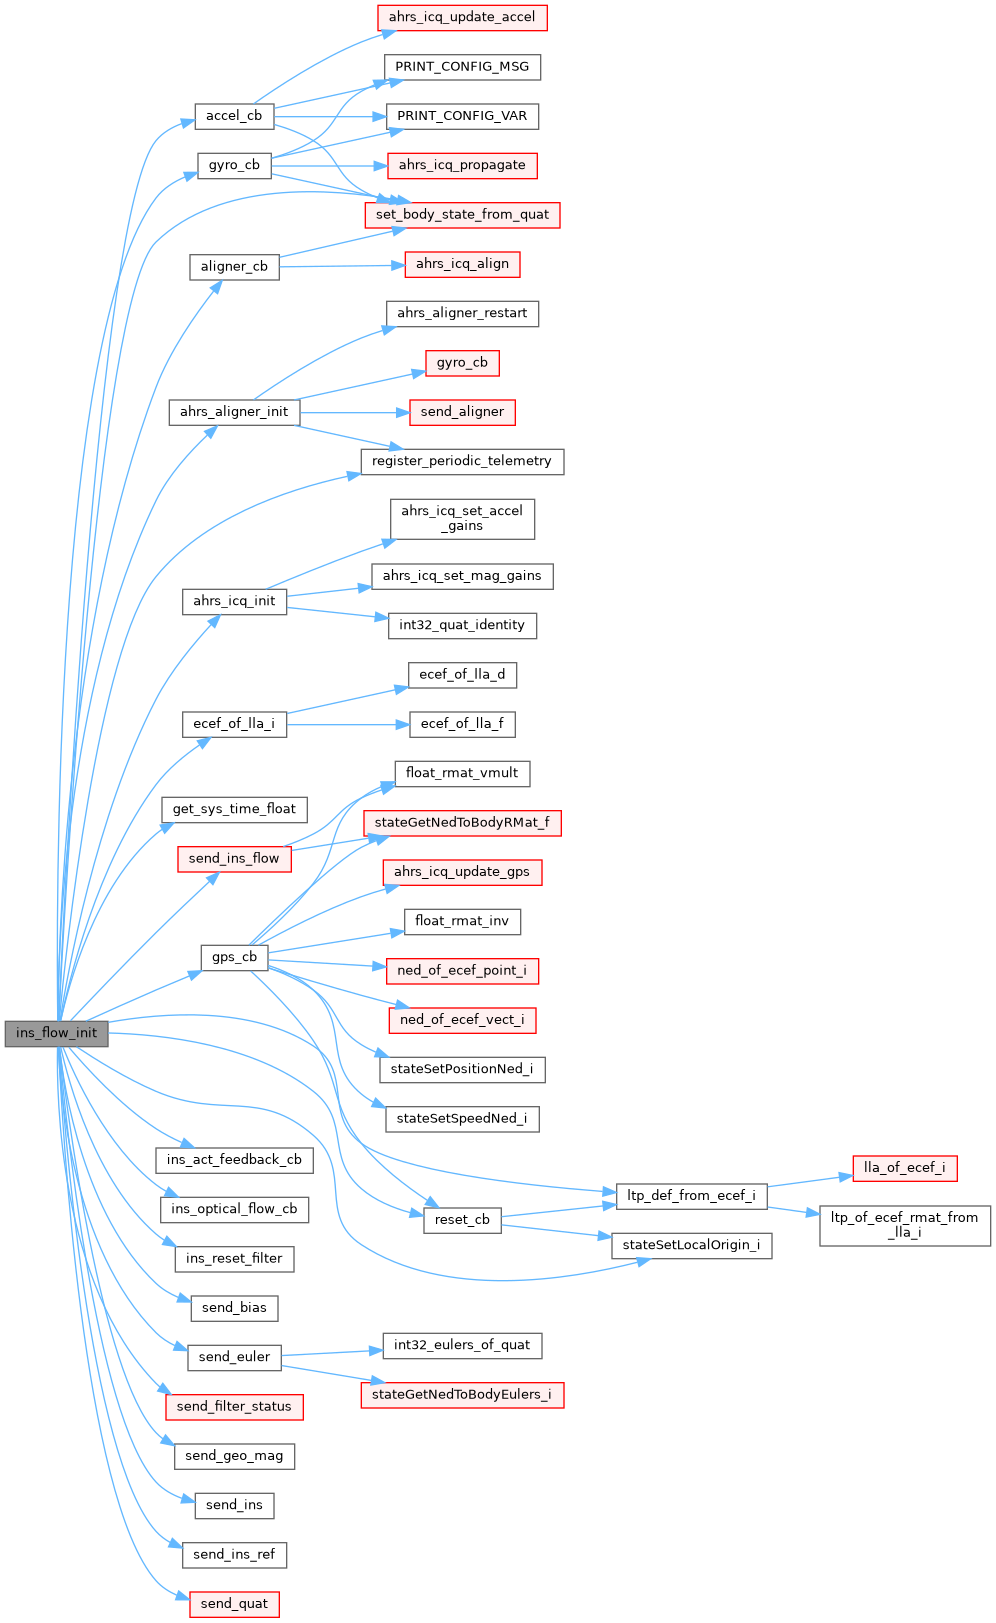 ahrs_icq_update_accel
PRINT_CONFIG_MSG
accel_cb
PRINT_CONFIG_VAR
gyro_cb
ahrs_icq_propagate
set_body_state_from_quat
aligner_cb
ahrs_icq_align
ahrs_aligner_restart
gyro_cb
ahrs_aligner_init
send_aligner
register_periodic_telemetry
ahrs_icq_set_accel
_gains
ahrs_icq_set_mag_gains
ahrs_icq_init
int32_quat_identity
ecef_of_lla_d
ecef_of_lla_i
ecef_of_lla_f
float_rmat_vmult
get_sys_time_float
stateGetNedToBodyRMat_f
send_ins_flow
ahrs_icq_update_gps
float_rmat_inv
gps_cb
ned_of_ecef_point_i
ned_of_ecef_vect_i
ins_flow_init
stateSetPositionNed_i
stateSetSpeedNed_i
ins_act_feedback_cb
lla_of_ecef_i
ltp_def_from_ecef_i
ins_optical_flow_cb
reset_cb
ltp_of_ecef_rmat_from
_lla_i
stateSetLocalOrigin_i
ins_reset_filter
send_bias
int32_eulers_of_quat
send_euler
stateGetNedToBodyEulers_i
send_filter_status
send_geo_mag
send_ins
send_ins_ref
send_quat